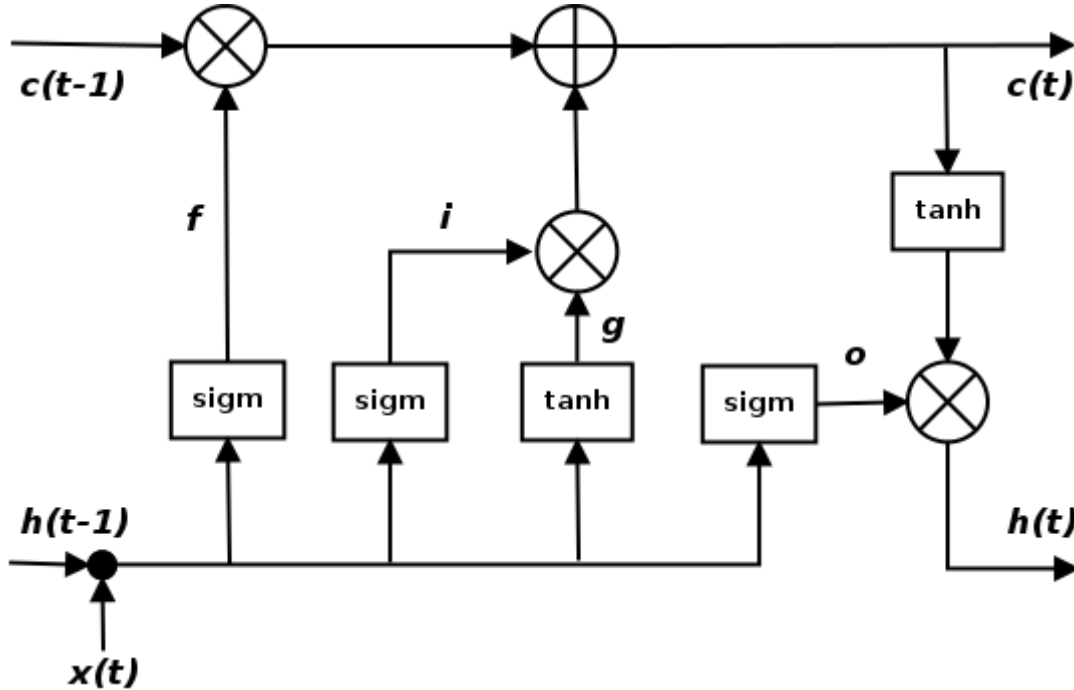 c(t-1)
c(t)
f
i
tanh
g
o
sigm
sigm
tanh
sigm
h(t-1)
h(t)
x(t)